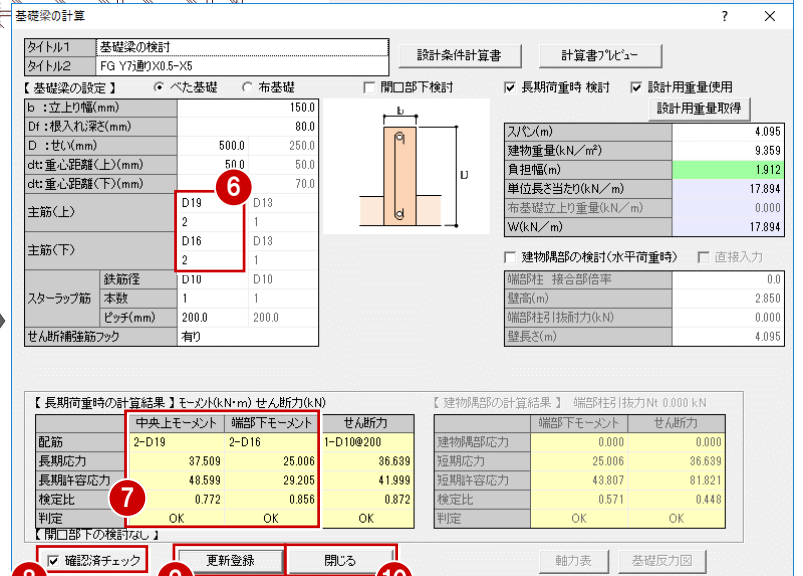 基礎梁の計算 ? ×
タイトル1 基礎梁の検討
タイトル2 FG Y7通りX0.5-X5
設計条件計算書 計算書プレビュー
【 基礎梁の設定 】 べた基礎 布基礎 開口部下検討 長期荷重時 検討 設計用重量使用
設計用重量取得
b :立上り幅(mm) 150.0
Df :根入れ深さ(mm) 80.0
D :せい(mm) 500.0 250.0
dt:重心距離(上)(mm) 50.0 50.0
dt:重心距離(下)(mm) 70.0
主筋(上) D19 D13
2 1
主筋(下) D16 D13
2 1
スターラップ筋 鉄筋径 D10 D10
本数 1 1
ピッチ(mm) 200.0 200.0
せん断補強筋フック 有り
6
b
D
スパン(m) 4.095
建物重量(kN/m²) 9.359
負担幅(m) 1.912
単位長さ当たり(kN/m) 17.894
布基礎立上り重量(kN/m) 0.000
W(kN/m) 17.894
建物隅部の検討(水平荷重時) 直接入力
端部柱 接合部倍率 0.0
壁高(m) 2.850
端部柱引抜耐力(kN) 0.000
壁長さ(m) 4.095
【 長期荷重時の計算結果 】モーメント(kN・m) せん断力(kN)
中央上モーメント 端部下モーメント せん断力
配筋 2-D19 2-D16 1-D10@200
長期応力 37.509 25.006 36.639
長期許容応力 48.599 29.205 41.999
検定比 0.772 0.856 0.872
判定 OK OK OK
7
【 開口部下の検討なし 】
【 建物隅部の計算結果 】 端部柱引抜力Nt 0.000 kN
端部下モーメント せん断力
建物隅部応力 0.000 0.000
短期応力 25.006 36.639
短期許容応力 43.807 81.821
検定比 0.571 0.448
判定 OK OK
確認済チェック 更新登録 閉じる 軸力表 基礎反力図
8 9 10